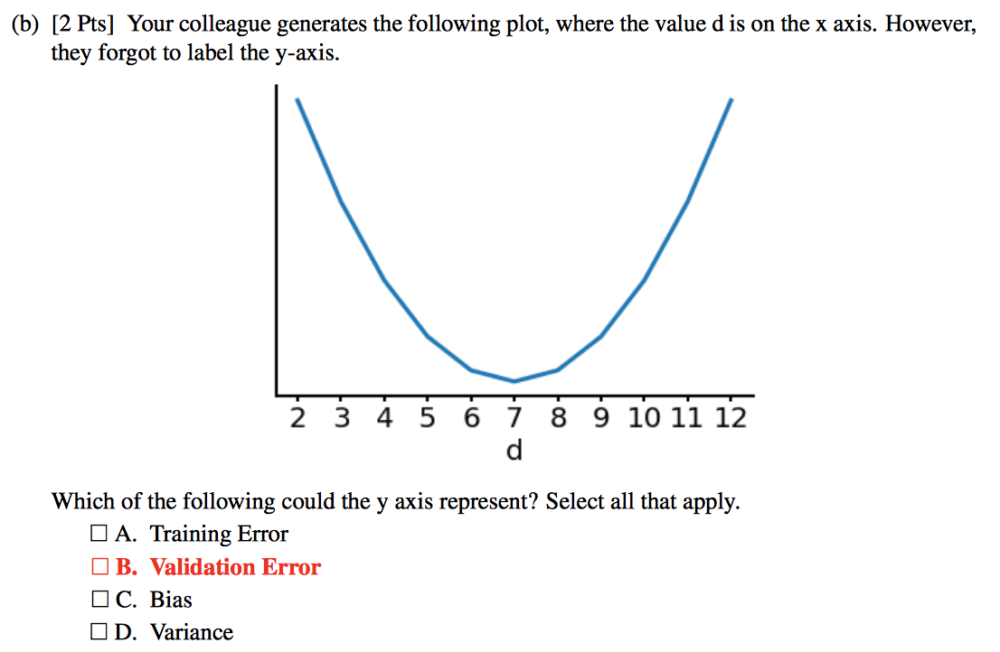 (b) [2 Pts] Your colleague generates the following plot, where the value d is on the x axis. However,
they forgot to label the y-axis.
2 3 4 5 6 7 8 9 10 11 12
d
Which of the following could the y axis represent? Select all that apply.
□ A. Training Error
□ B. Validation Error
□ C. Bias
□ D. Variance